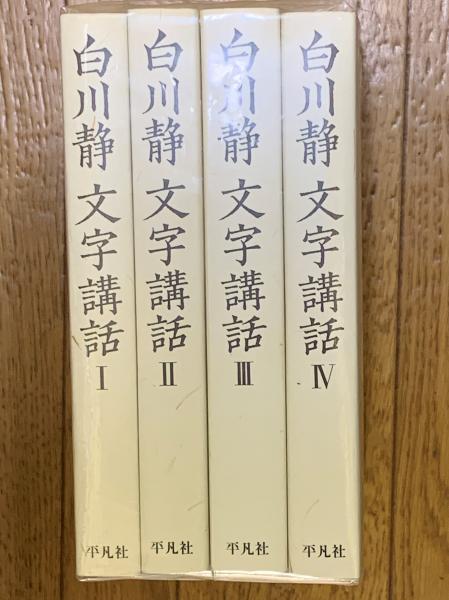 白川静 文字講話 Ⅰ
平凡社
白川静 文字講話 Ⅱ
平凡社
白川静 文字講話 Ⅲ
平凡社
白川静 文字講話 Ⅳ
平凡社